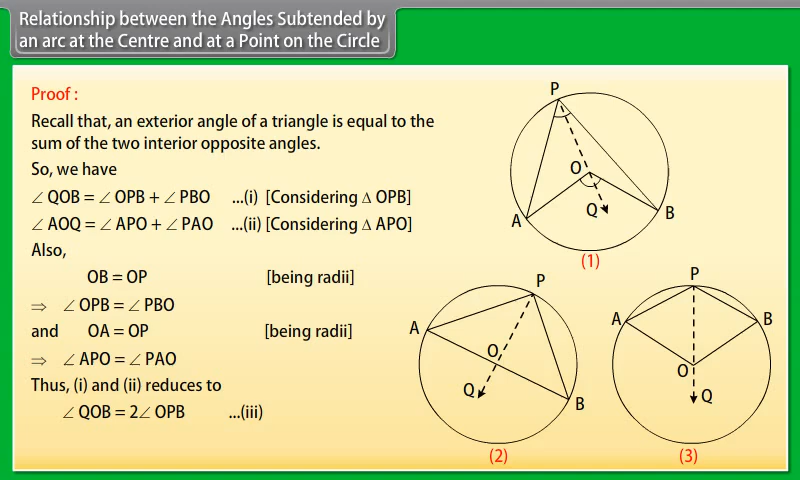 Relationship between the Angles Subtended by
an arc at the Centre and at a Point on the Circle
Proof :
Recall that, an exterior angle of a triangle is equal to the
sum of the two interior opposite angles.
So, we have
∠ QOB = ∠ OPB + ∠ PBO ...(i) [Considering Δ OPB]
∠ AOQ = ∠ APO + ∠ PAO ...(ii) [Considering Δ APO]
Also,
OB = OP [being radii]
⇒ ∠ OPB = ∠ PBO
and OA = OP [being radii]
⇒ ∠ APO = ∠ PAO
Thus, (i) and (ii) reduces to
∠ QOB = 2∠ OPB ...(iii)
P
O
Q
A
B
(1)
P
A
O
Q
B
(2)
P
A
B
O
Q
(3)